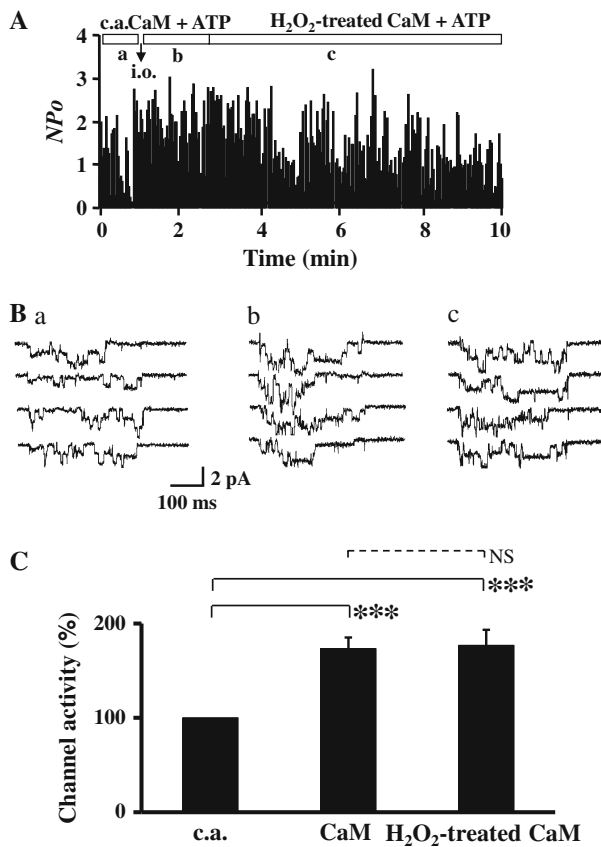 A
c.a. CaM + ATP H₂O₂-treated CaM + ATP
a b c
i.o.
NPo
4
3
2
1
0
0 2 4 6 8 10
Time (min)
B a b c
2 pA
100 ms
C
NS
***
***
Channel activity (%)
200
100
0
c.a. CaM H₂O₂-treated CaM